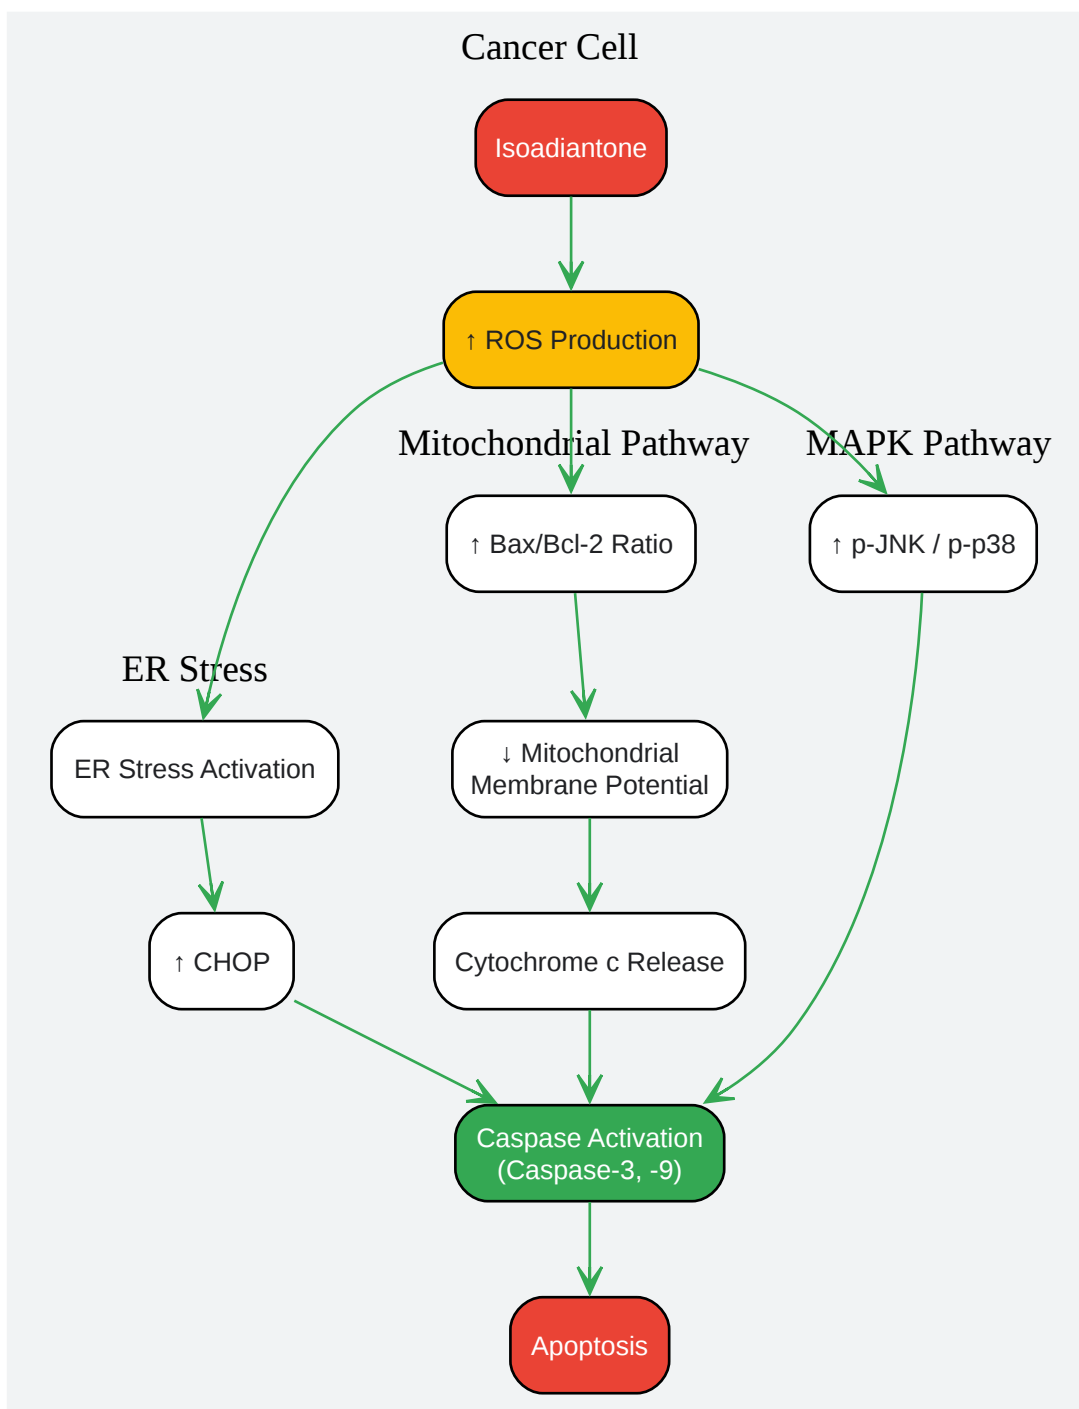 Cancer Cell
Isoadiantone
↑ ROS Production
Mitochondrial Pathway
MAPK Pathway
↑ Bax/Bcl-2 Ratio
↑ p-JNK / p-p38
ER Stress
ER Stress Activation
↓ Mitochondrial
Membrane Potential
↑ CHOP
Cytochrome c Release
Caspase Activation
(Caspase-3, -9)
Apoptosis